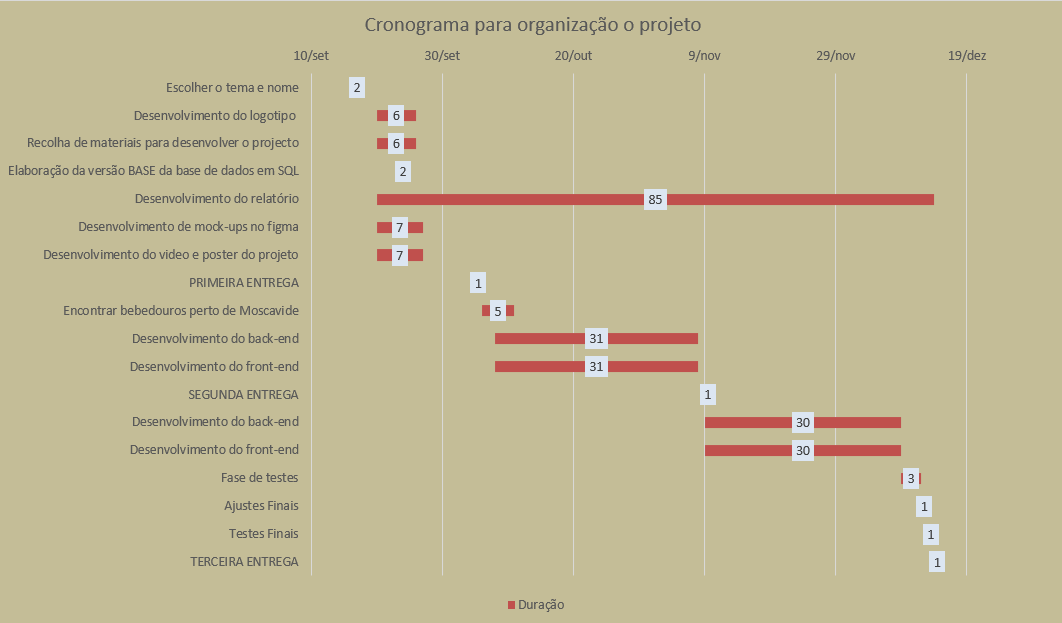 Cronograma para organização o projeto
10/set 30/set 20/out 9/nov 29/nov 19/dez
Escolher o tema e nome 2
Desenvolvimento do logotipo 6
Recolha de materiais para desenvolver o projecto 6
Elaboração da versão BASE da base de dados em SQL 2
Desenvolvimento do relatório 85
Desenvolvimento de mock-ups no figma 7
Desenvolvimento do video e poster do projeto 7
PRIMEIRA ENTREGA 1
Encontrar bebedouros perto de Moscavide 5
Desenvolvimento do back-end 31
Desenvolvimento do front-end 31
SEGUNDA ENTREGA 1
Desenvolvimento do back-end 30
Desenvolvimento do front-end 30
Fase de testes 3
Ajustes Finais 1
Testes Finais 1
TERCEIRA ENTREGA 1
Duração